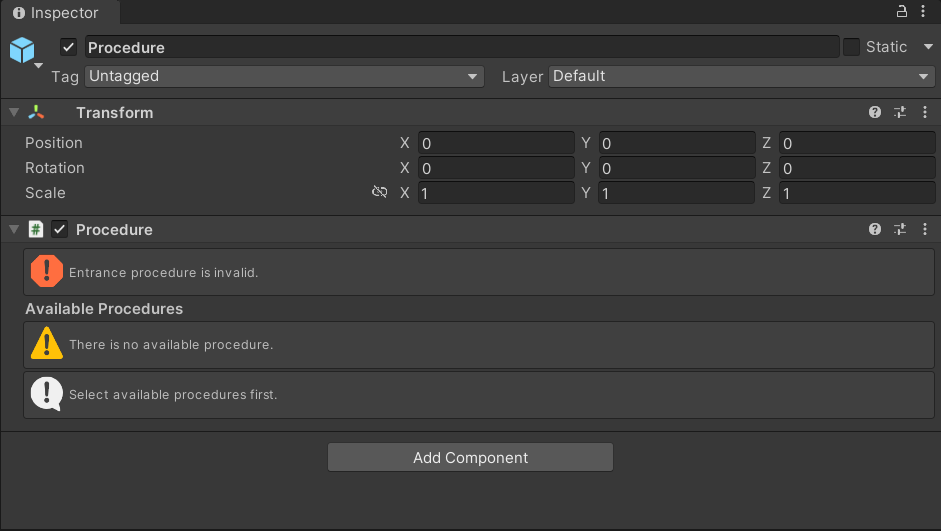 Inspector
Procedure Static
Tag Untagged Layer Default
Transform
Position X 0 Y 0 Z 0
Rotation X 0 Y 0 Z 0
Scale X 1 Y 1 Z 1
# Procedure
Entrance procedure is invalid.
Available Procedures
There is no available procedure.
Select available procedures first.
Add Component